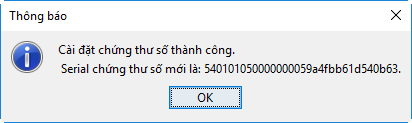 Thông báo
Cài đặt chứng thư số thành công.
Serial chứng thư số mới là: 540101050000000059a4fbb61d540b63.
OK